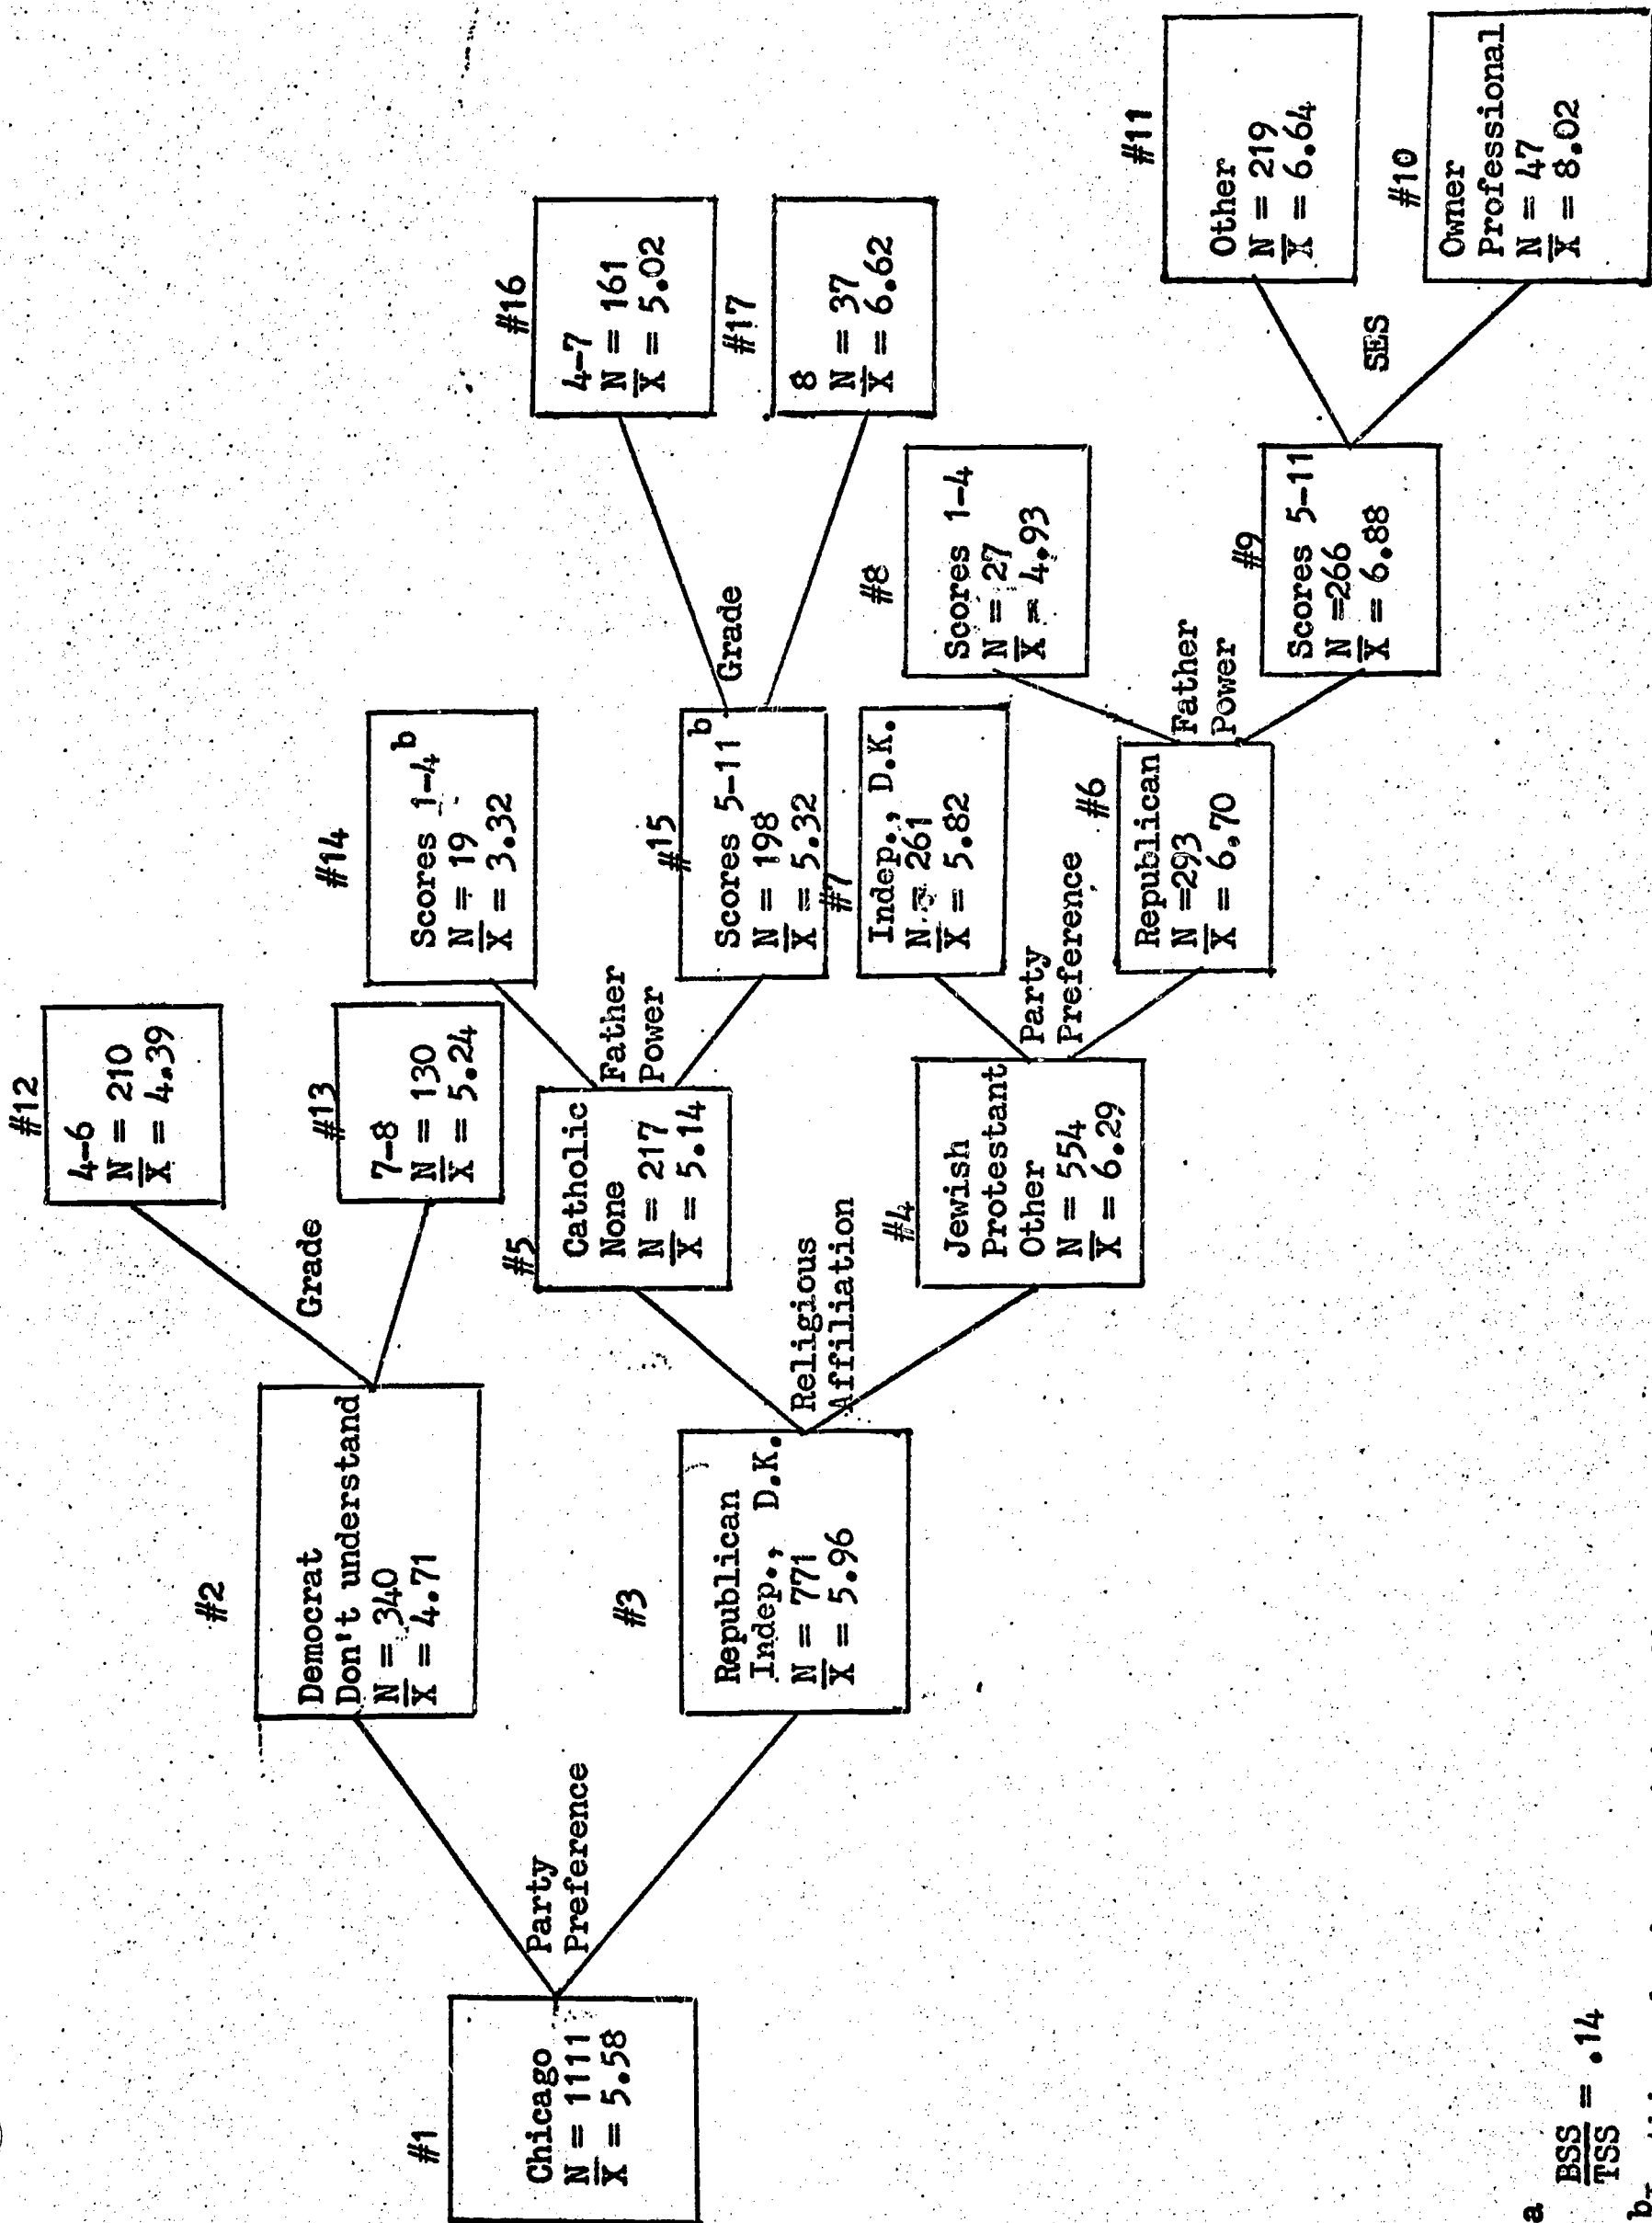 #1
Chicago
N = 1111
X̅ = 5.58
Party
Preference
#2
Democrat
Don't understand
N = 340
X̅ = 4.71
Grade
#12
4-6
N = 210
X̅ = 4.39
#13
7-8
N = 130
X̅ = 5.24
#3
Republican
Indep., D.K.
N = 771
X̅ = 5.96
Religious
Affiliation
#5
Catholic
None
N = 217
X̅ = 5.14
Father
Power
#14
Scores 1-4 b
N = 19
X̅ = 3.32
#15
Scores 5-11 b
N = 198
X̅ = 5.32
Grade
#16
4-7
N = 161
X̅ = 5.02
#17
8
N = 37
X̅ = 6.62
#4
Jewish
Protestant
Other
N = 554
X̅ = 6.29
Party
Preference
#7
Indep., D.K.
N = 261
X̅ = 5.82
#6
Republican
N =293
X̅ = 6.70
Father
Power
#8
Scores 1-4
N = 27
X̅ = 4.93
#9
Scores 5-11
N =266
X̅ = 6.88
SES
#11
Other
N = 219
X̅ = 6.64
#10
Owner
Professional
N = 47
X̅ = 8.02
a
BSS
TSS = .14
b